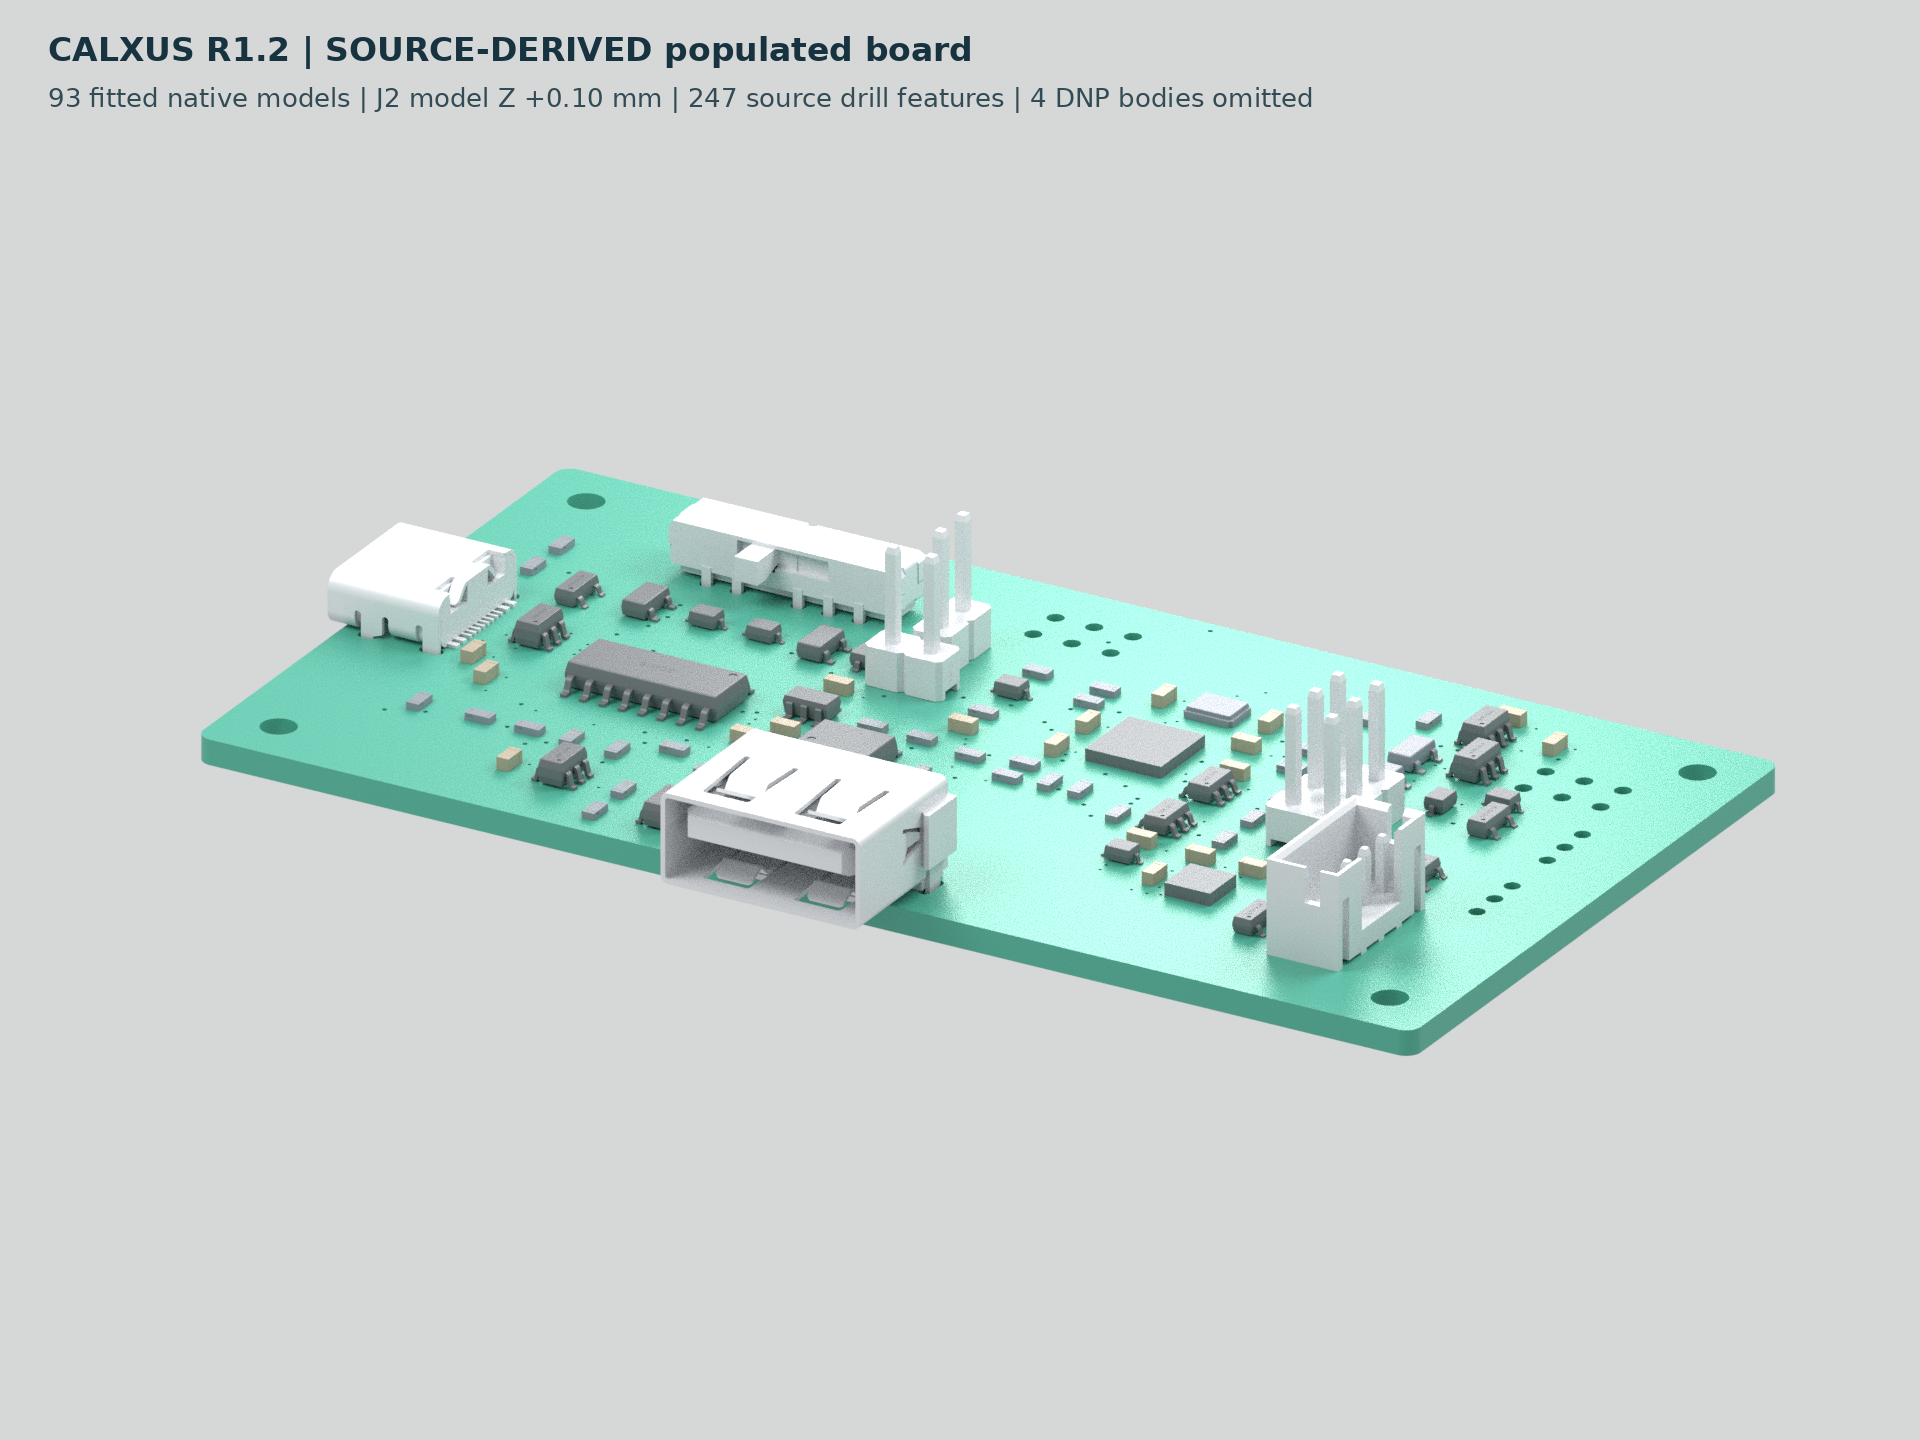 CALXUS R1.2 | SOURCE-DERIVED populated board
93 fitted native models | J2 model Z +0.10 mm | 247 source drill features | 4 DNP bodies omitted